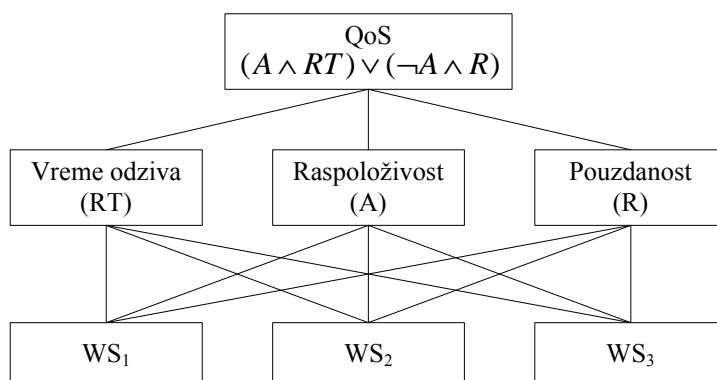 QoS
(A ∧ RT) ∨ (¬A ∧ R)
Vreme odziva
(RT)
Raspoloživost
(A)
Pouzdanost
(R)
WS₁
WS₂
WS₃